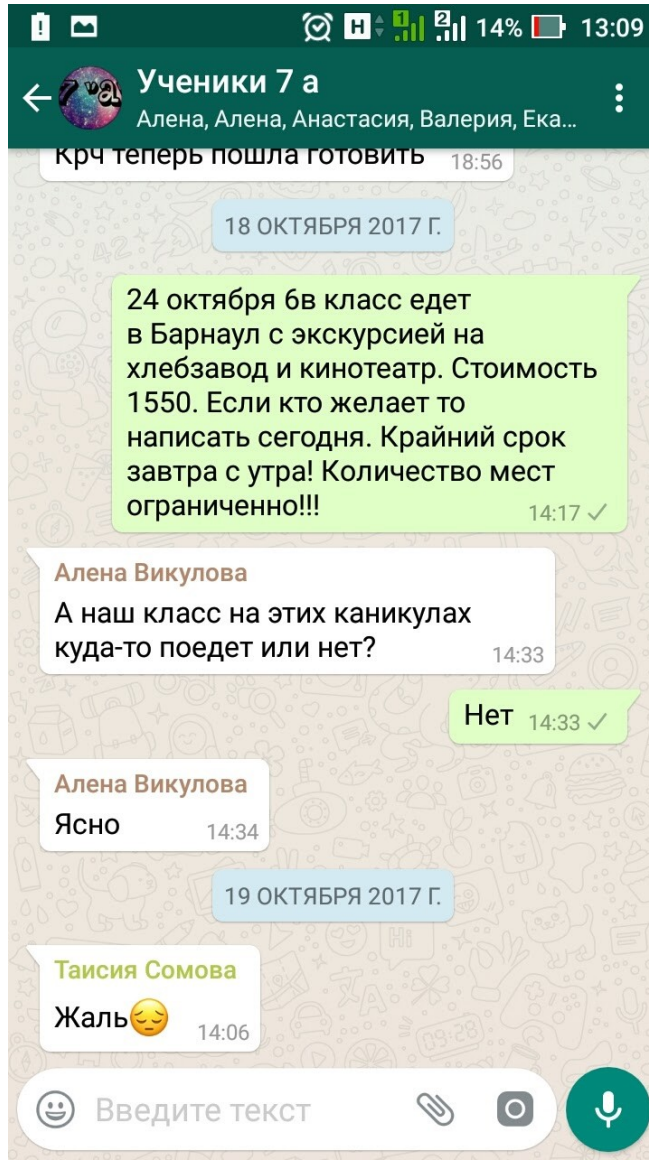 H 1 2 14% 13:09
Ученики 7 а
Алена, Алена, Анастасия, Валерия, Ека...
Крч теперь пошла готовить 18:56
18 ОКТЯБРЯ 2017 Г.
24 октября 6в класс едет
в Барнаул с экскурсией на
хлебзавод и кинотеатр. Стоимость
1550. Если кто желает то
написать сегодня. Крайний срок
завтра с утра! Количество мест
ограниченно!!! 14:17
Алена Викулова
А наш класс на этих каникулах
куда-то поедет или нет? 14:33
Нет 14:33
Алена Викулова
Ясно 14:34
19 ОКТЯБРЯ 2017 Г.
Таисия Сомова
Жаль😔 14:06
Введите текст